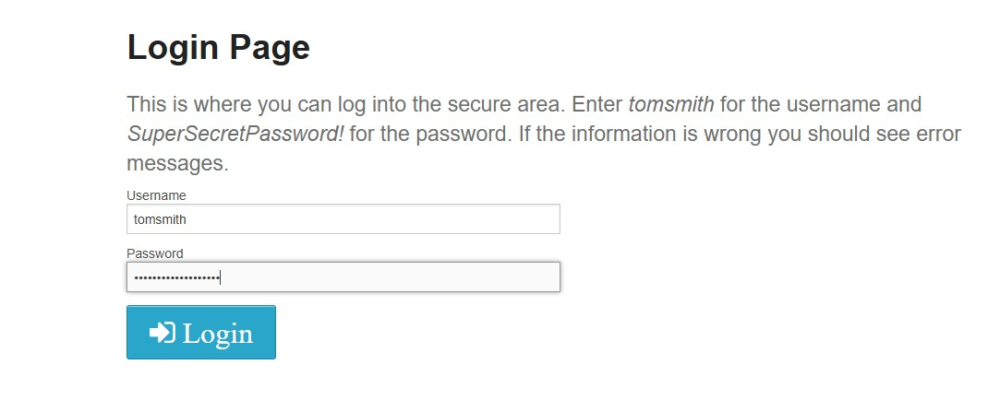 Login Page
This is where you can log into the secure area. Enter tomsmith for the username and
SuperSecretPassword! for the password. If the information is wrong you should see error
messages.
Username
tomsmith
Password
•••••••••••••••••••
Login